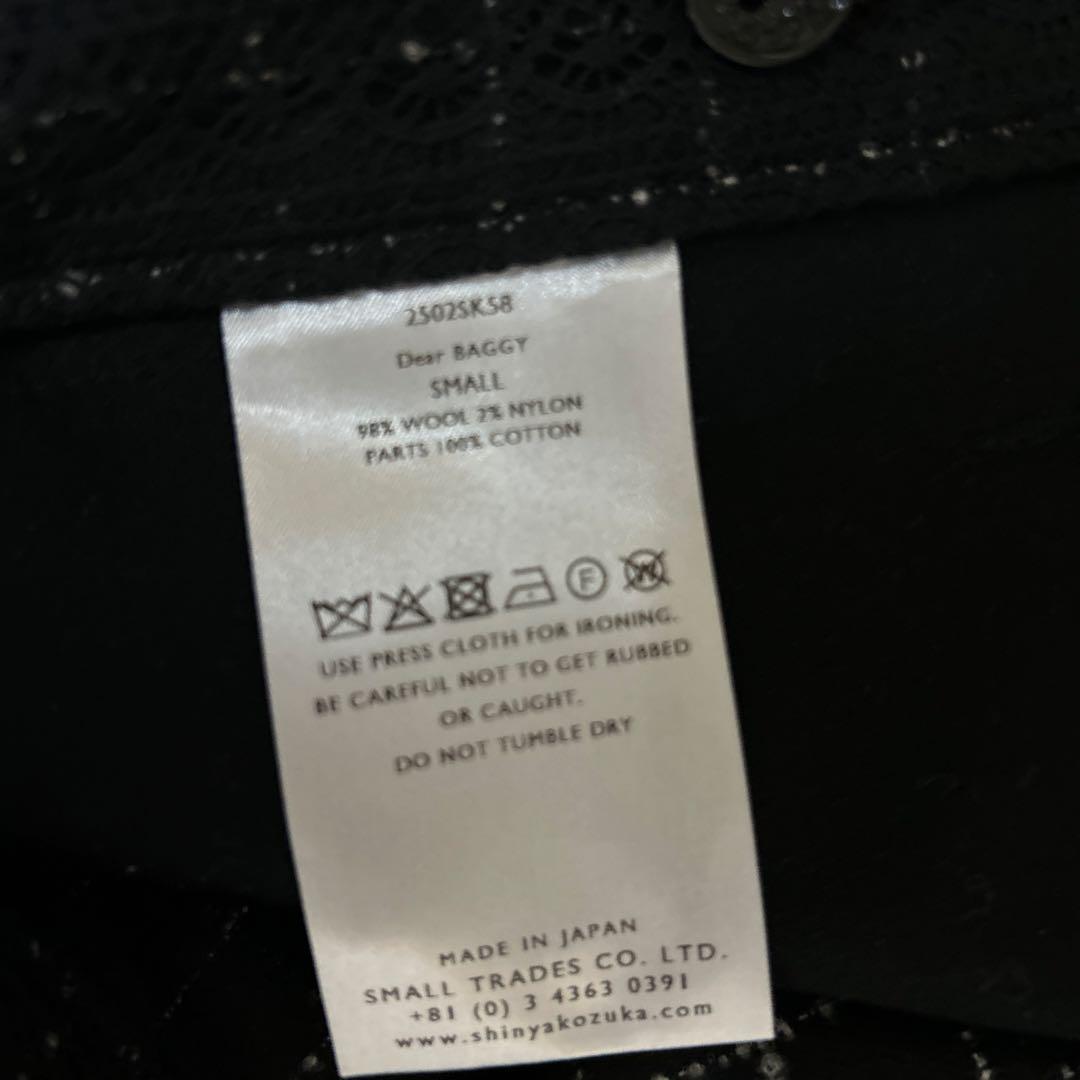 2502SK58
Dear BAGGY
SMALL
98% WOOL 2% NYLON
PARTS 100% COTTON
F W
USE PRESS CLOTH FOR IRONING.
BE CAREFUL NOT TO GET RUBBED
OR CAUGHT.
DO NOT TUMBLE DRY
MADE IN JAPAN
SMALL TRADES CO. LTD.
+81 (0) 3 4363 0391
www.shinyakozuka.com